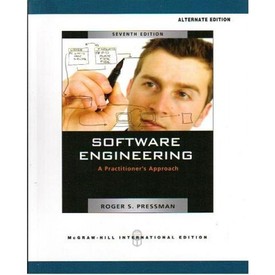 ALTERNATE EDITION
SEVENTH EDITION
SOFTWARE
ENGINEERING
A Practitioner's Approach
ROGER S. PRESSMAN
McGRAW-HILL INTERNATIONAL EDITION